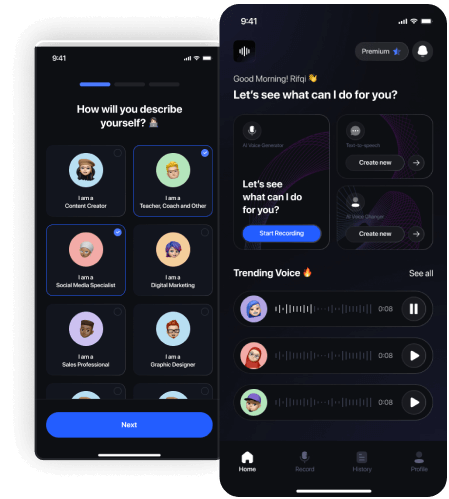 9:41
How will you describe
yourself?
I am a
Content Creator
I am a
Teacher, Coach and Other
I am a
Social Media Specialist
I am a
Digital Marketing
I am a
Sales Professional
I am a
Graphic Designer
Next
9:41
Premium
Good Morning! Rifqi 👋
Let's see what can I do for you?
AI Voice Generator
Let's see
what can I do
for you?
Start Recording
Text-to-speech
Create new
AI Voice Changer
Create new
Trending Voice 🔥
See all
0:08
0:08
0:08
Home
Record
History
Profile